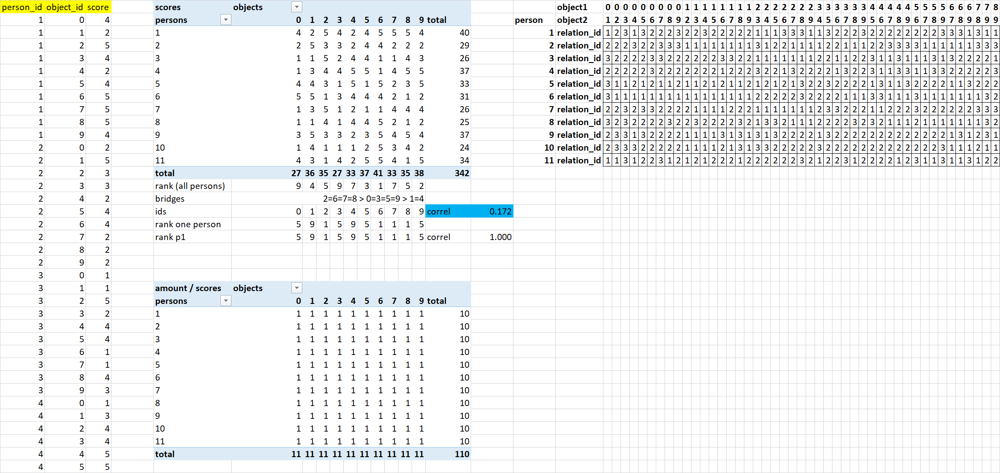 person_id object_id score scores objects object1 0 0 0 0 0 0 0 0 0 1 1 1 1 1 1 1 1 2 2 2 2 2 2 2 3 3 3 3 3 3 4 4 4 4 4 5 5 5 5 6 6 6 7 7 8
1 0 4 persons 0 1 2 3 4 5 6 7 8 9 total person object2 1 2 3 4 5 6 7 8 9 2 3 4 5 6 7 8 9 3 4 5 6 7 8 9 4 5 6 7 8 9 5 6 7 8 9 6 7 8 9 7 8 9 8 9 9
1 1 2 1 4 2 5 4 2 4 5 5 5 4 40 1 relation_id 1 2 3 1 3 2 2 2 3 2 2 3 2 2 2 2 2 1 1 1 3 3 3 1 1 3 2 2 2 3 2 2 2 2 2 2 2 2 3 3 3 1 3 1 1
1 2 5 2 2 5 3 3 2 4 4 2 2 2 29 2 relation_id 2 2 2 3 2 2 3 3 3 1 1 1 1 1 1 1 1 3 1 2 2 1 1 1 1 2 2 1 1 1 2 2 3 3 3 3 1 1 1 1 1 1 3 3 3
1 3 4 3 1 1 5 2 4 4 1 1 4 3 26 3 relation_id 3 2 2 2 2 3 3 2 2 2 2 2 2 3 3 2 2 1 1 1 1 1 1 1 2 2 1 1 2 2 3 1 1 3 1 1 1 3 1 3 2 2 2 2 1
1 4 2 4 1 3 4 4 5 5 1 4 5 5 37 4 relation_id 2 2 2 2 2 3 2 2 2 2 2 2 2 1 2 2 2 3 2 2 1 3 2 2 2 2 1 3 2 2 3 1 1 3 3 1 1 3 3 2 2 2 2 2 3
1 5 4 5 4 4 3 1 5 1 5 2 3 5 33 5 relation_id 3 1 1 2 1 2 1 1 2 1 1 2 1 2 1 1 2 1 2 1 2 1 3 2 2 3 2 2 2 2 1 3 1 1 3 2 2 2 2 1 1 3 2 2 2
1 6 5 6 5 5 1 3 4 4 4 2 1 2 31 6 relation_id 3 1 1 1 1 1 1 1 1 1 1 1 1 1 1 1 1 2 2 2 2 2 3 2 2 2 2 1 1 1 3 3 1 1 1 3 1 1 1 1 1 1 1 3 2
1 7 5 7 1 3 5 1 2 1 1 4 4 4 26 7 relation_id 2 2 3 2 3 3 2 2 2 2 1 1 1 1 2 2 2 1 1 1 1 1 1 1 2 3 3 2 2 2 1 1 2 2 2 3 2 2 2 2 2 2 3 3 3
1 8 5 8 1 1 4 1 4 4 5 2 1 2 25 8 relation_id 3 2 3 2 2 2 2 3 2 2 3 2 2 2 2 3 2 1 3 3 2 1 1 1 2 2 2 2 3 2 3 2 1 1 1 2 1 1 1 1 1 1 1 3 2
1 9 4 9 3 5 3 3 2 3 5 4 5 4 37 9 relation_id 2 3 3 1 3 2 2 2 2 1 1 1 1 3 1 3 1 3 1 3 2 2 2 2 1 3 2 2 2 2 2 2 2 2 2 2 2 2 2 1 3 1 2 3 1
2 0 2 10 1 4 1 1 1 2 5 3 4 2 24 10 relation_id 2 3 3 3 2 2 2 2 2 1 1 1 1 2 1 3 1 3 3 2 2 2 2 2 3 2 2 2 2 2 2 2 2 2 2 2 2 2 3 1 1 1 2 1 1
2 1 5 11 4 3 1 4 2 5 5 4 1 5 34 11 relation_id 1 1 3 1 2 2 3 1 2 1 2 1 2 2 2 1 2 2 2 2 2 2 3 2 1 2 2 3 1 2 2 2 2 1 2 3 1 1 3 1 1 3 1 2 2
2 2 3 total 27 36 35 27 33 37 41 33 35 38 342
2 3 3 rank (all persons) 9 4 5 9 7 3 1 7 5 2
2 4 2 bridges 2=6=7=8 > 0=3=5=9 > 1=4
2 5 4 ids 0 1 2 3 4 5 6 7 8 9 correl 0.172
2 6 4 rank one person 5 9 1 5 9 5 1 1 1 5
2 7 2 rank p1 5 9 1 5 9 5 1 1 1 5 correl 1.000
2 8 2
2 9 2
3 0 1
3 1 1 amount / scores objects
3 2 5 persons 0 1 2 3 4 5 6 7 8 9 total
3 3 2 1 1 1 1 1 1 1 1 1 1 1 10
3 4 4 2 1 1 1 1 1 1 1 1 1 1 10
3 5 4 3 1 1 1 1 1 1 1 1 1 1 10
3 6 1 4 1 1 1 1 1 1 1 1 1 1 10
3 7 1 5 1 1 1 1 1 1 1 1 1 1 10
3 8 4 6 1 1 1 1 1 1 1 1 1 1 10
3 9 3 7 1 1 1 1 1 1 1 1 1 1 10
4 0 1 8 1 1 1 1 1 1 1 1 1 1 10
4 1 3 9 1 1 1 1 1 1 1 1 1 1 10
4 2 4 10 1 1 1 1 1 1 1 1 1 1 10
4 3 4 11 1 1 1 1 1 1 1 1 1 1 10
4 4 5 total 11 11 11 11 11 11 11 11 11 11 110
4 5 5